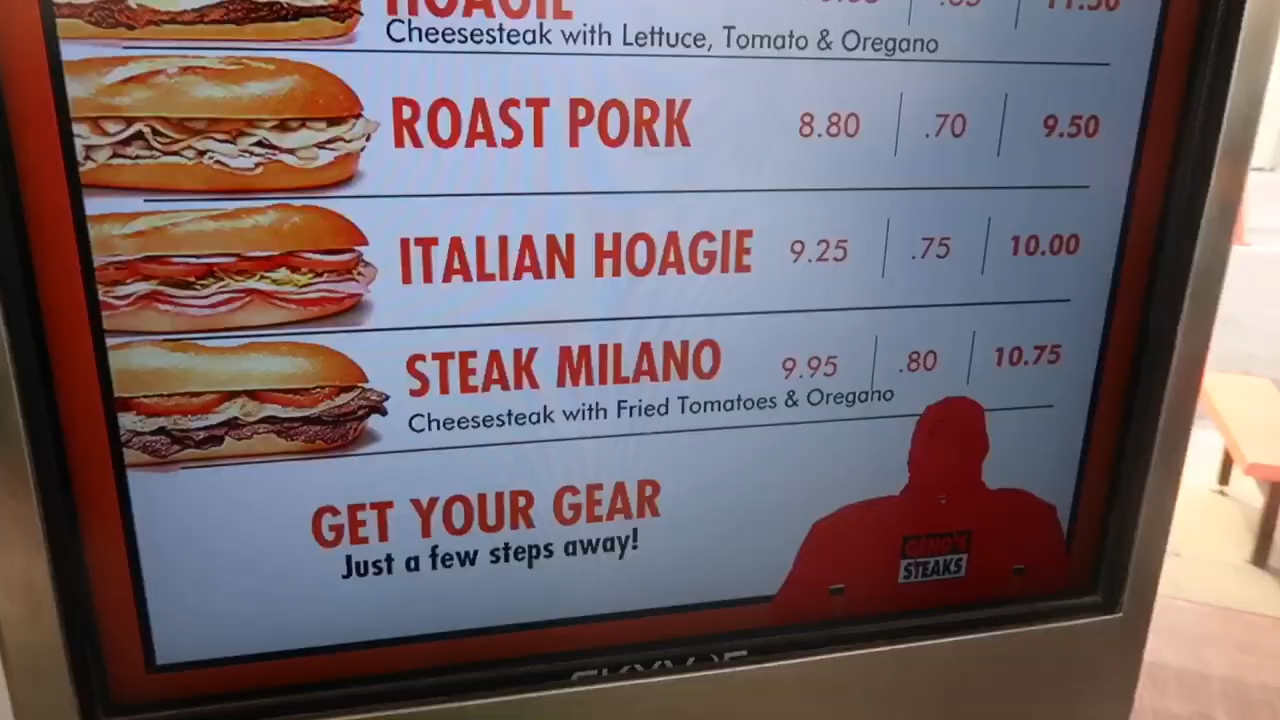 HOAGIE
Cheesesteak with Lettuce, Tomato & Oregano
ROAST PORK 8.80 .70 9.50
ITALIAN HOAGIE 9.25 .75 10.00
STEAK MILANO 9.95 .80 10.75
Cheesesteak with Fried Tomatoes & Oregano
GET YOUR GEAR
Just a few steps away!
GENO'S
STEAKS